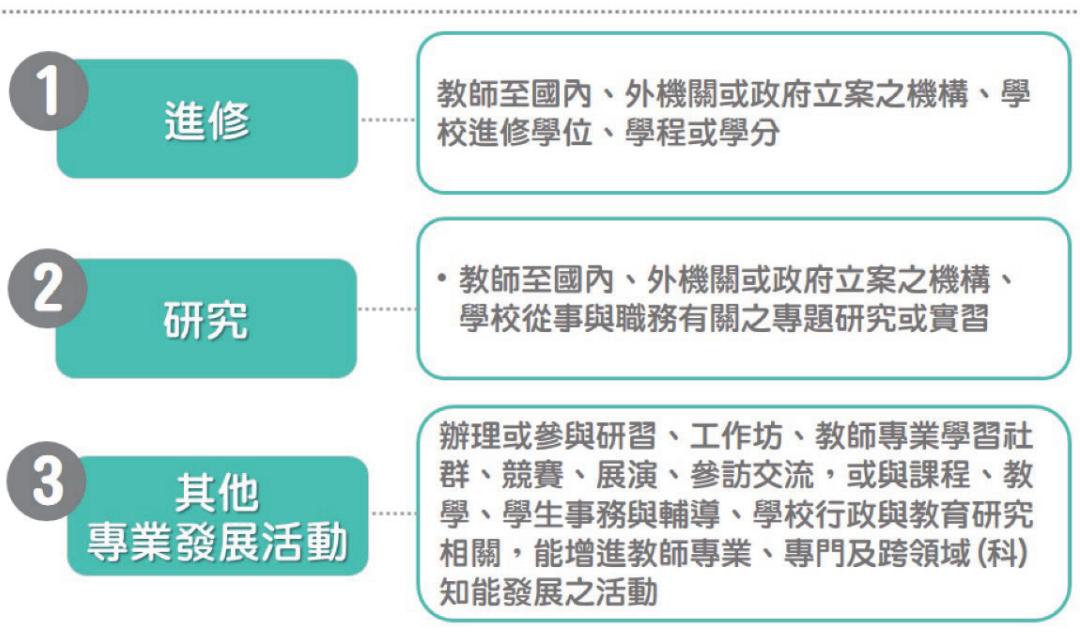 1
進修
教師至國內、外機關或政府立案之機構、學
校進修學位、學程或學分
2
研究
• 教師至國內、外機關或政府立案之機構、
學校從事與職務有關之專題研究或實習
3
其他
專業發展活動
辦理或參與研習、工作坊、教師專業學習社
群、競賽、展演、參訪交流，或與課程、教
學、學生事務與輔導、學校行政與教育研究
相關，能增進教師專業、專門及跨領域(科)
知能發展之活動